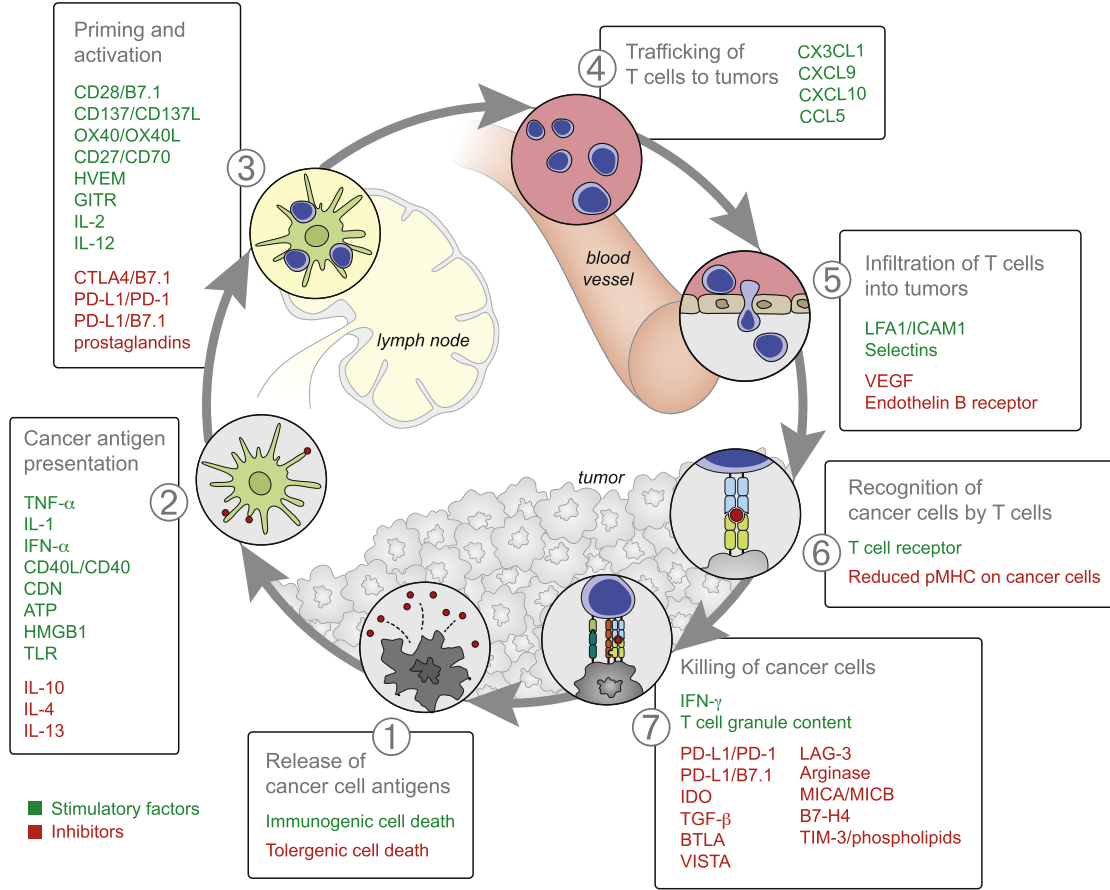 Priming and
activation
CD28/B7.1
CD137/CD137L
OX40/OX40L
CD27/CD70
HVEM
GITR
IL-2
IL-12
CTLA4/B7.1
PD-L1/PD-1
PD-L1/B7.1
prostaglandins
3
4
Trafficking of
T cells to tumors
CX3CL1
CXCL9
CXCL10
CCL5
blood
vessel
lymph node
5
Infiltration of T cells
into tumors
LFA1/ICAM1
Selectins
VEGF
Endothelin B receptor
Cancer antigen
presentation
2
TNF-α
IL-1
IFN-α
CD40L/CD40
CDN
ATP
HMGB1
TLR
IL-10
IL-4
IL-13
tumor
6
Recognition of
cancer cells by T cells
T cell receptor
Reduced pMHC on cancer cells
7
Killing of cancer cells
IFN-γ
T cell granule content
PD-L1/PD-1
PD-L1/B7.1
IDO
TGF-β
BTLA
VISTA
LAG-3
Arginase
MICA/MICB
B7-H4
TIM-3/phospholipids
1
Release of
cancer cell antigens
Immunogenic cell death
Tolergenic cell death
Stimulatory factors
Inhibitors